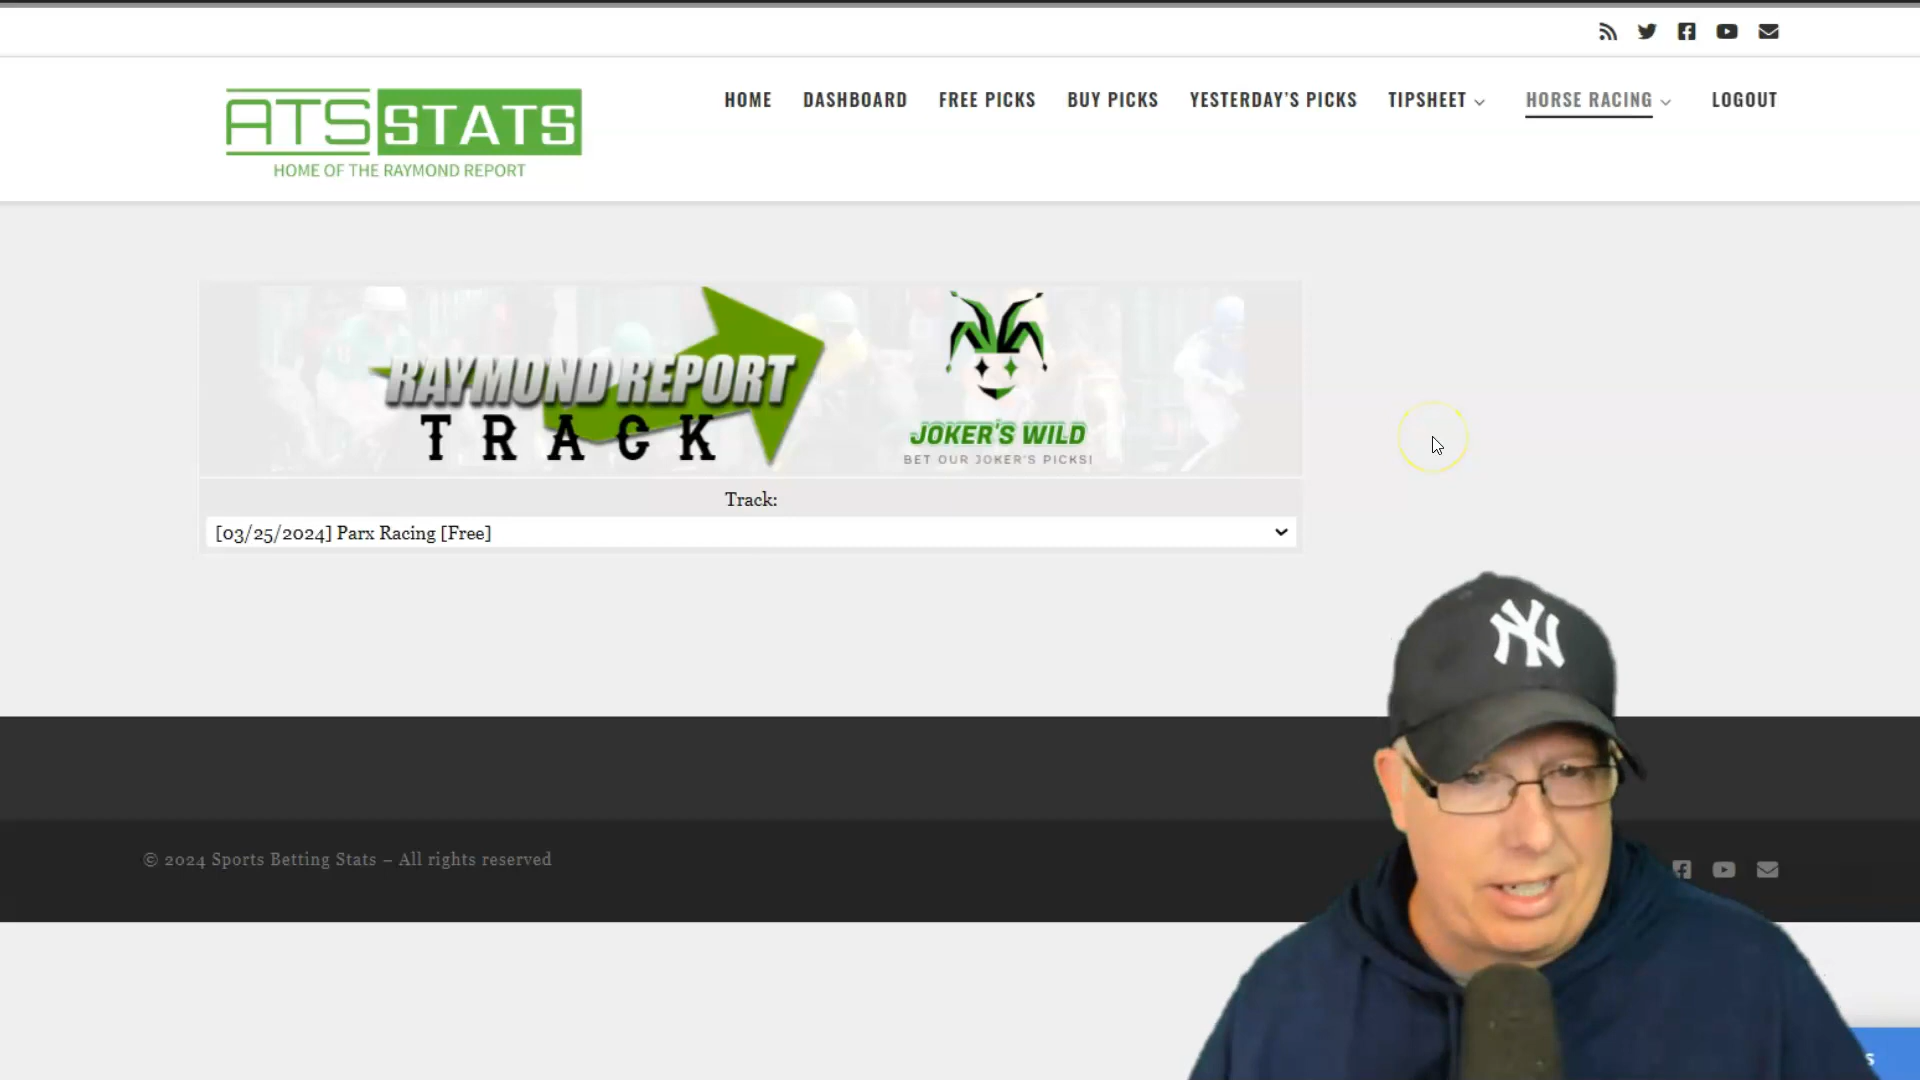 HOME
DASHBOARD
FREE PICKS
BUY PICKS
YESTERDAY'S PICKS
TIPSHEET
HORSE RACING
LOGOUT
ATS STATS
HOME OF THE RAYMOND REPORT
RAYMOND REPORT
TRACK
JOKER'S WILD
BET OUR JOKER'S PICKS!
Track:
[03/25/2024] Parx Racing [Free]
NY
© 2024 Sports Betting Stats – All rights reserved